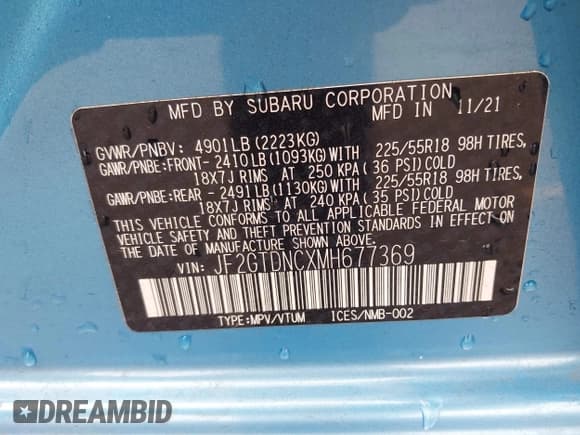 MFD BY SUBARU CORPORATION
MFD IN 11/21
GVWR/PNBV: 4901LB(2223KG)
GAWR/PNBE:FRONT- 2410LB(1093KG)WITH 225/55R18 98H TIRES,
18X7J RIMS AT 250 KPA( 36 PSI)COLD
GAWR/PNBE:REAR - 2491LB(1130KG)WITH 225/55R18 98H TIRES,
18X7J RIMS AT 240 KPA( 35 PSI)COLD
THIS VEHICLE CONFORMS TO ALL APPLICABLE FEDERAL MOTOR
VEHICLE SAFETY AND THEFT PREVENTION STANDARDS IN EFFECT ON
THE DATE OF MANUFACTURE SHOWN ABOVE.
VIN: JF2GTDNCXMH677369
TYPE:MPV/VTUM ICES/NMB-002
DREAMBID